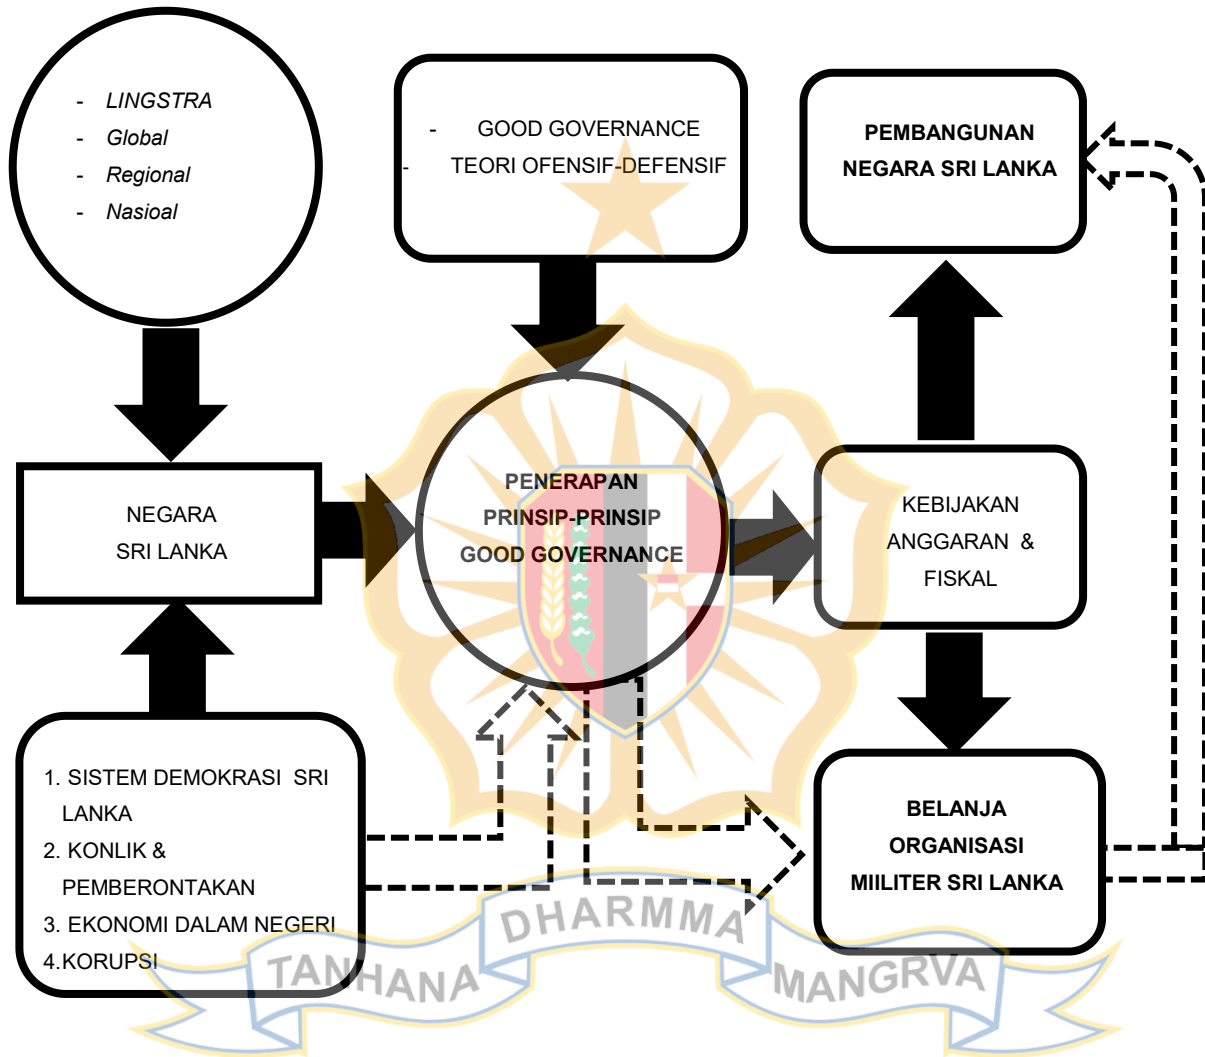 - LINGSTRA
- Global
- Regional
- Nasioal
- GOOD GOVERNANCE
- TEORI OFENSIF-DEFENSIF
PEMBANGUNAN
NEGARA SRI LANKA
NEGARA
SRI LANKA
PENERAPAN
PRINSIP-PRINSIP
GOOD GOVERNANCE
KEBIJAKAN
ANGGARAN &
FISKAL
1. SISTEM DEMOKRASI SRI
LANKA
2. KONLIK &
PEMBERONTAKAN
3. EKONOMI DALAM NEGERI
4.KORUPSI
BELANJA
ORGANISASI
MIILITER SRI LANKA
TANHANA DHARMMA MANGRVA